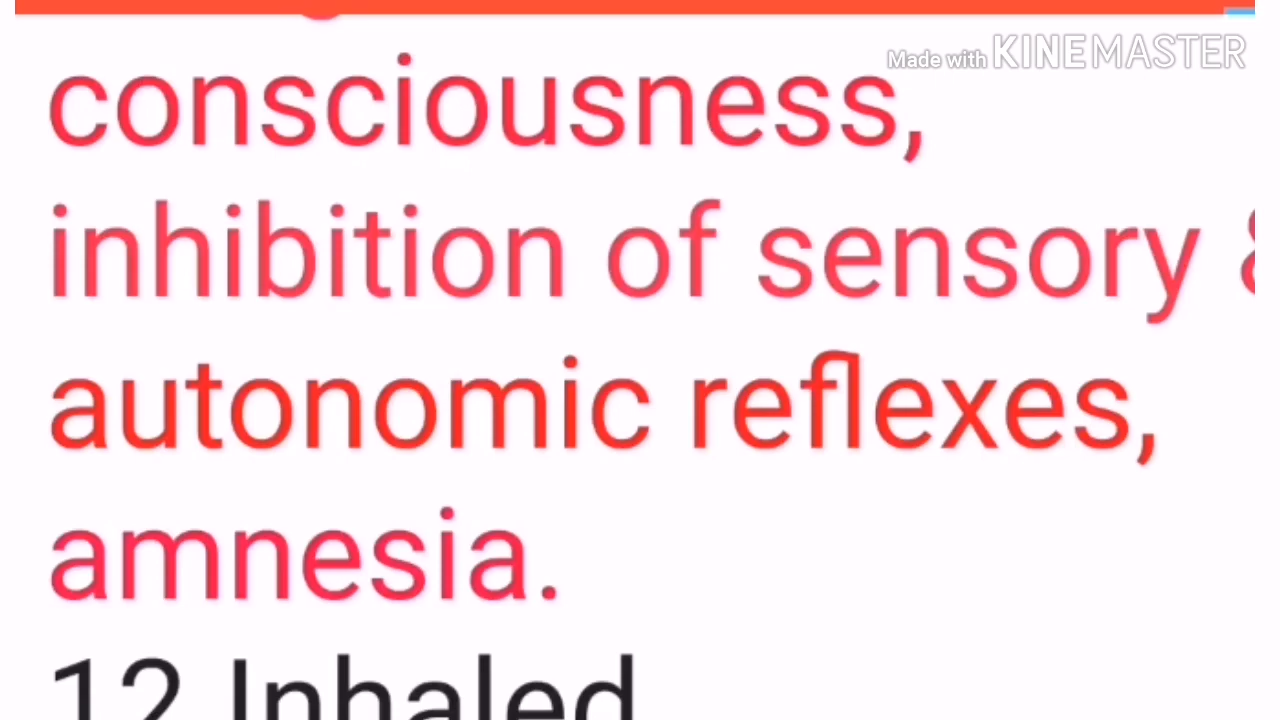 Made with KINEMASTER
consciousness,
inhibition of sensory &
autonomic reflexes,
amnesia.
12 Inhaled